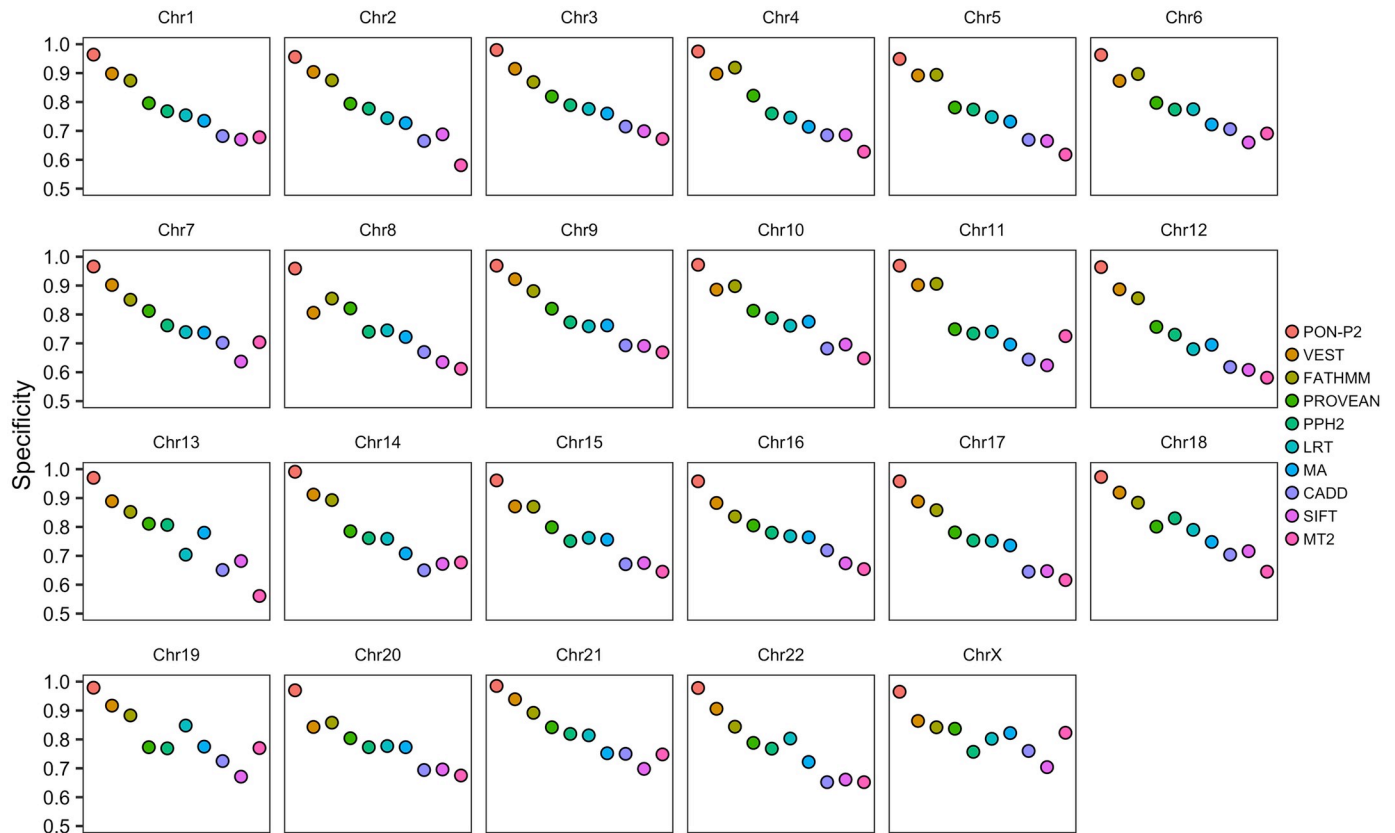 Chr1 Chr2 Chr3 Chr4 Chr5 Chr6
1.0
0.9
0.8
0.7
0.6
0.5
Chr7 Chr8 Chr9 Chr10 Chr11 Chr12
1.0
0.9
0.8
0.7
0.6
0.5
Specificity
Chr13 Chr14 Chr15 Chr16 Chr17 Chr18
1.0
0.9
0.8
0.7
0.6
0.5
Chr19 Chr20 Chr21 Chr22 ChrX
1.0
0.9
0.8
0.7
0.6
0.5
PON-P2
VEST
FATHMM
PROVEAN
PPH2
LRT
MA
CADD
SIFT
MT2